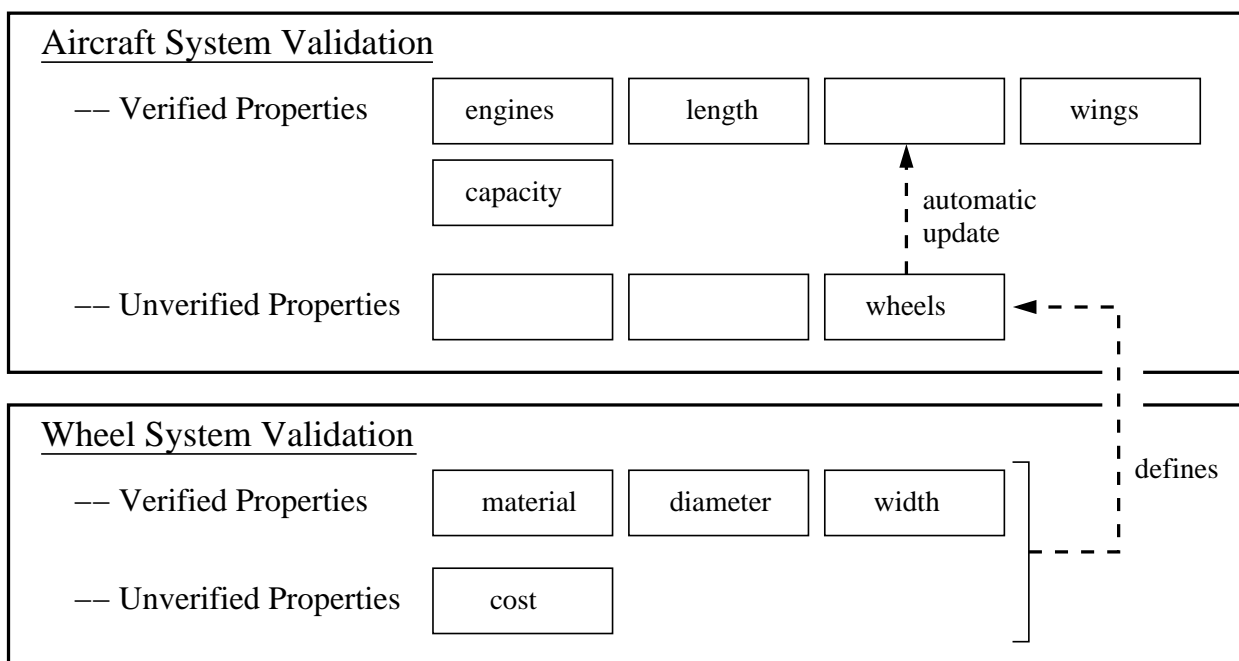 Aircraft System Validation
−− Verified Properties
engines
length
wings
capacity
automatic
update
−− Unverified Properties
wheels
Wheel System Validation
defines
−− Verified Properties
material
diameter
width
−− Unverified Properties
cost